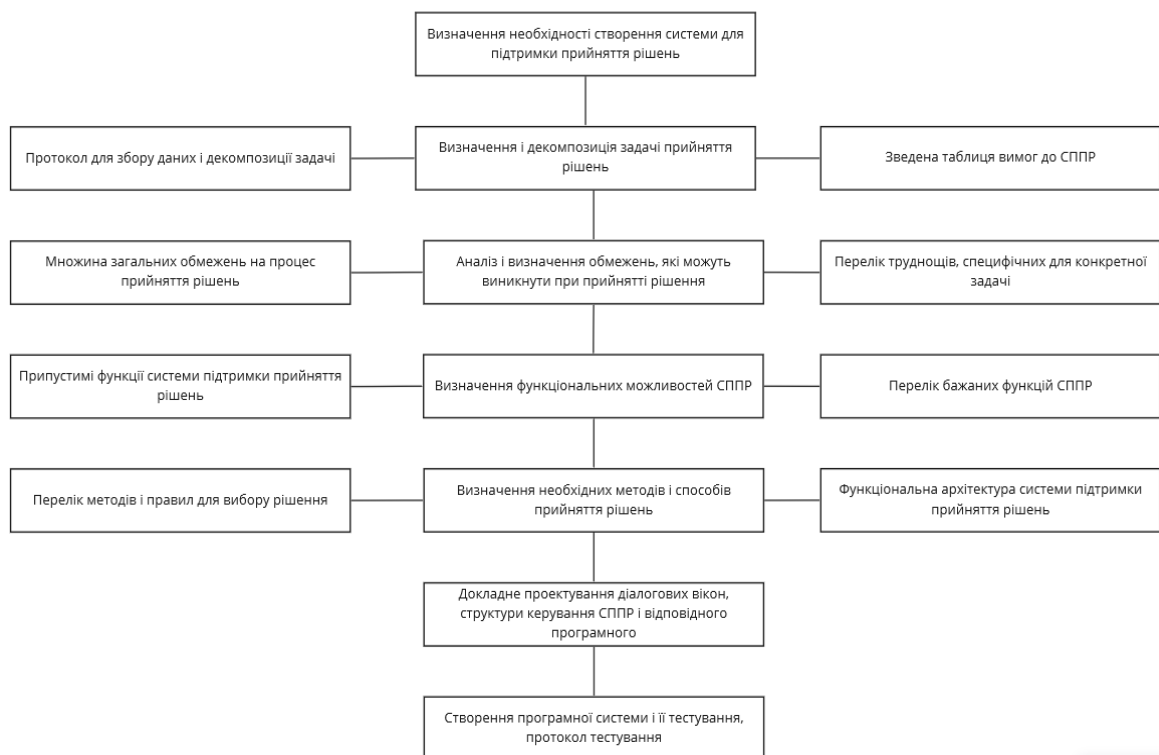 Визначення необхідності створення системи для
підтримки прийняття рішень
Протокол для збору даних і декомпозиції задачі
Визначення і декомпозиція задачі прийняття
рішень
Зведена таблиця вимог до СППР
Множина загальних обмежень на процес
прийняття рішень
Аналіз і визначення обмежень, які можуть
виникнути при прийнятті рішення
Перелік труднощів, специфічних для конкретної
задачі
Припустимі функції системи підтримки прийняття
рішень
Визначення функціональних можливостей СППР
Перелік бажаних функцій СППР
Перелік методів і правил для вибору рішення
Визначення необхідних методів і способів
прийняття рішень
Функціональна архітектура системи підтримки
прийняття рішень
Докладне проектування діалогових вікон,
структури керування СППР і відповідного
програмного
Створення програмної системи і її тестування,
протокол тестування